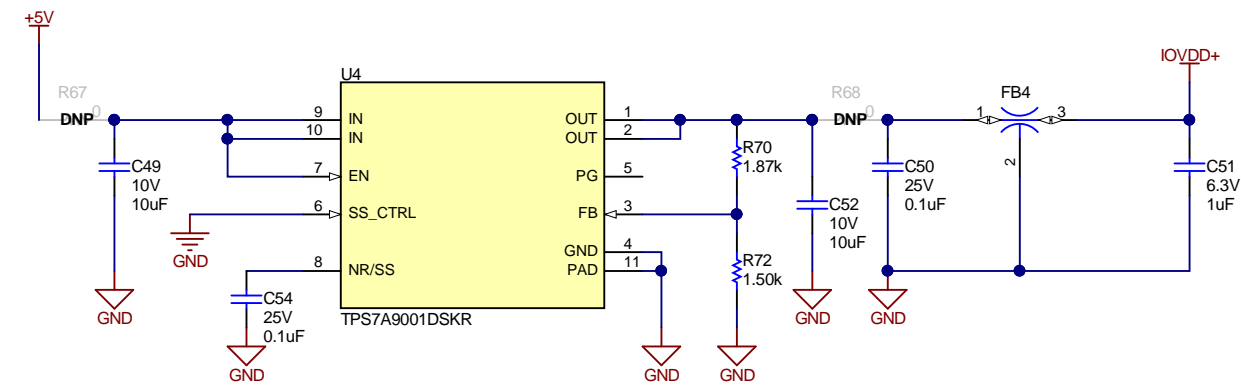 +5V
R67
0
DNP
C49
10V
10uF
GND
GND
C54
25V
0.1uF
GND
U4
9
IN
10
IN
7
EN
6
SS_CTRL
8
NR/SS
OUT
1
OUT
2
PG
5
FB
3
GND
4
PAD
11
TPS7A9001DSKR
GND
R70
1.87k
R72
1.50k
GND
C52
10V
10uF
GND
R68
0
DNP
C50
25V
0.1uF
GND
FB4
1
3
2
IOVDD+
C51
6.3V
1uF